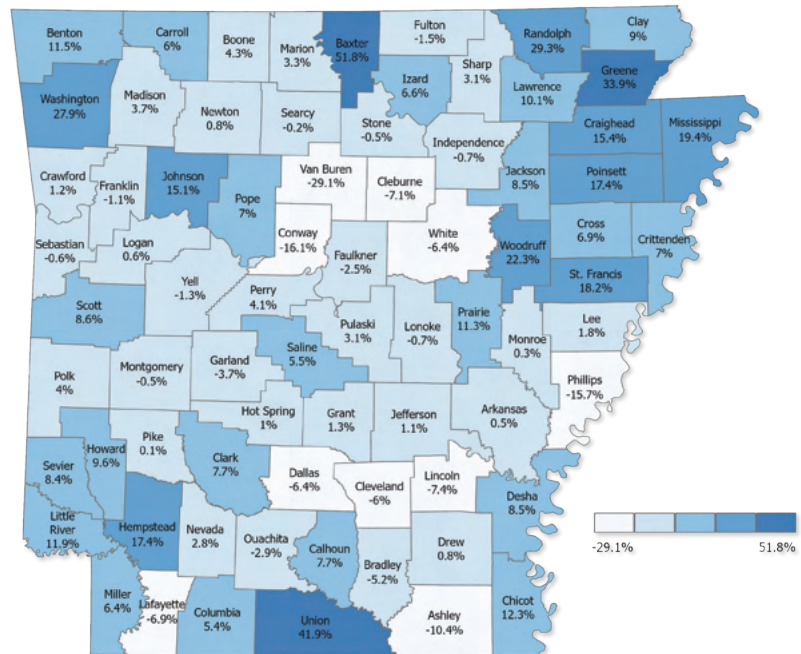 Benton
11.5%
Carroll
6%
Boone
4.3%
Marion
3.3%
Baxter
51.8%
Fulton
-1.5%
Randolph
29.3%
Clay
9%
Izard
6.6%
Sharp
3.1%
Lawrence
10.1%
Greene
33.9%
Washington
27.9%
Madison
3.7%
Newton
0.8%
Searcy
-0.2%
Stone
-0.5%
Independence
-0.7%
Craighead
15.4%
Mississippi
19.4%
Crawford
1.2%
Franklin
-1.1%
Johnson
15.1%
Pope
7%
Van Buren
-29.1%
Cleburne
-7.1%
Jackson
8.5%
Poinsett
17.4%
Sebastian
-0.6%
Logan
0.6%
Conway
-16.1%
Faulkner
-2.5%
White
-6.4%
Woodruff
22.3%
Cross
6.9%
Crittenden
7%
Scott
8.6%
Yell
-1.3%
Perry
4.1%
St. Francis
18.2%
Saline
5.5%
Pulaski
3.1%
Lonoke
-0.7%
Prairie
11.3%
Monroe
0.3%
Lee
1.8%
Polk
4%
Montgomery
-0.5%
Garland
-3.7%
Phillips
-15.7%
Hot Spring
1%
Grant
1.3%
Jefferson
1.1%
Arkansas
0.5%
Sevier
8.4%
Howard
9.6%
Pike
0.1%
Clark
7.7%
Dallas
-6.4%
Cleveland
-6%
Lincoln
-7.4%
Desha
8.5%
Little
River
11.9%
Hempstead
17.4%
Nevada
2.8%
Ouachita
-2.9%
Calhoun
7.7%
Bradley
-5.2%
Drew
0.8%
Miller
6.4%
Lafayette
-6.9%
Columbia
5.4%
Union
41.9%
Ashley
-10.4%
Chicot
12.3%
-29.1%
51.8%